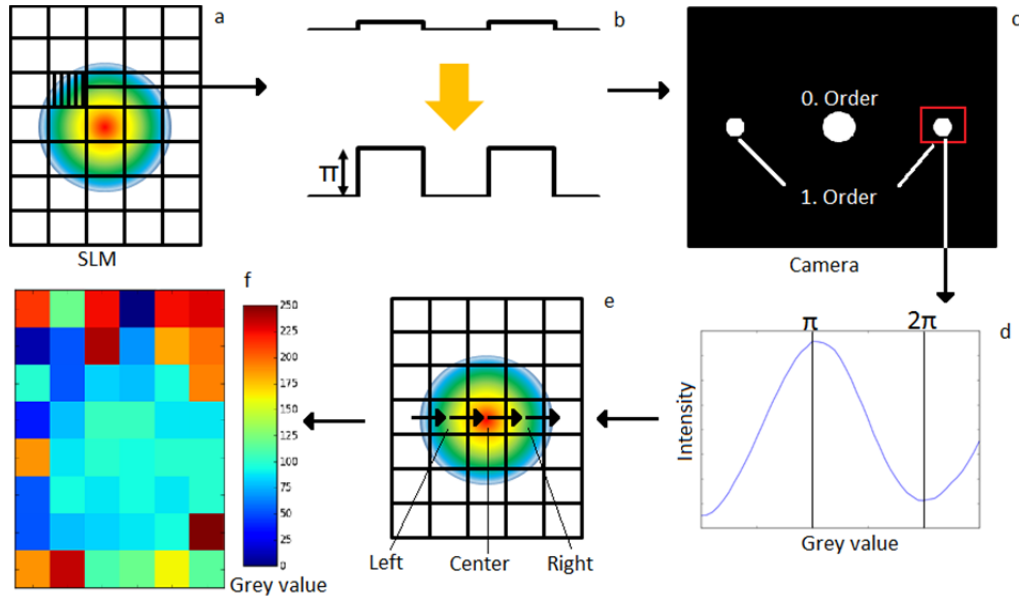 a
SLM
b
π
c
0. Order
1. Order
Camera
d
π
2π
Intensity
Grey value
e
Left
Center
Right
f
250
225
200
175
150
125
100
75
50
25
0
Grey value